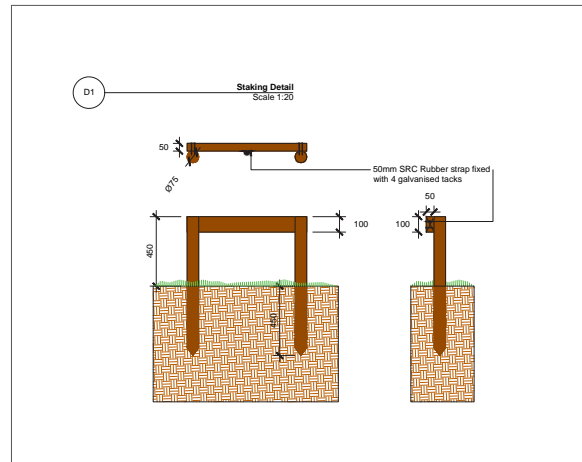 D1
Staking Detail
Scale 1:20
50
Ø75
50mm SRC Rubber strap fixed
with 4 galvanised tacks
50
450
100
100
450